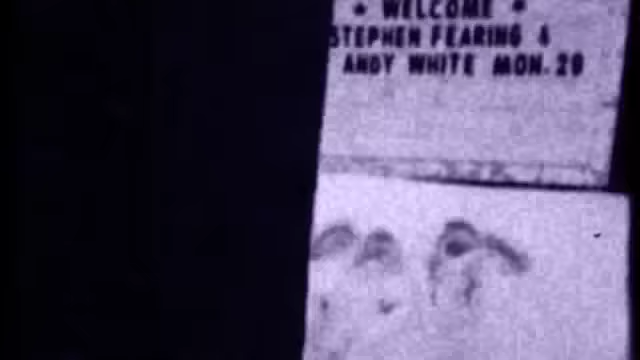 * WELCOME *
STEPHEN FEARING &
ANDY WHITE MON. 29